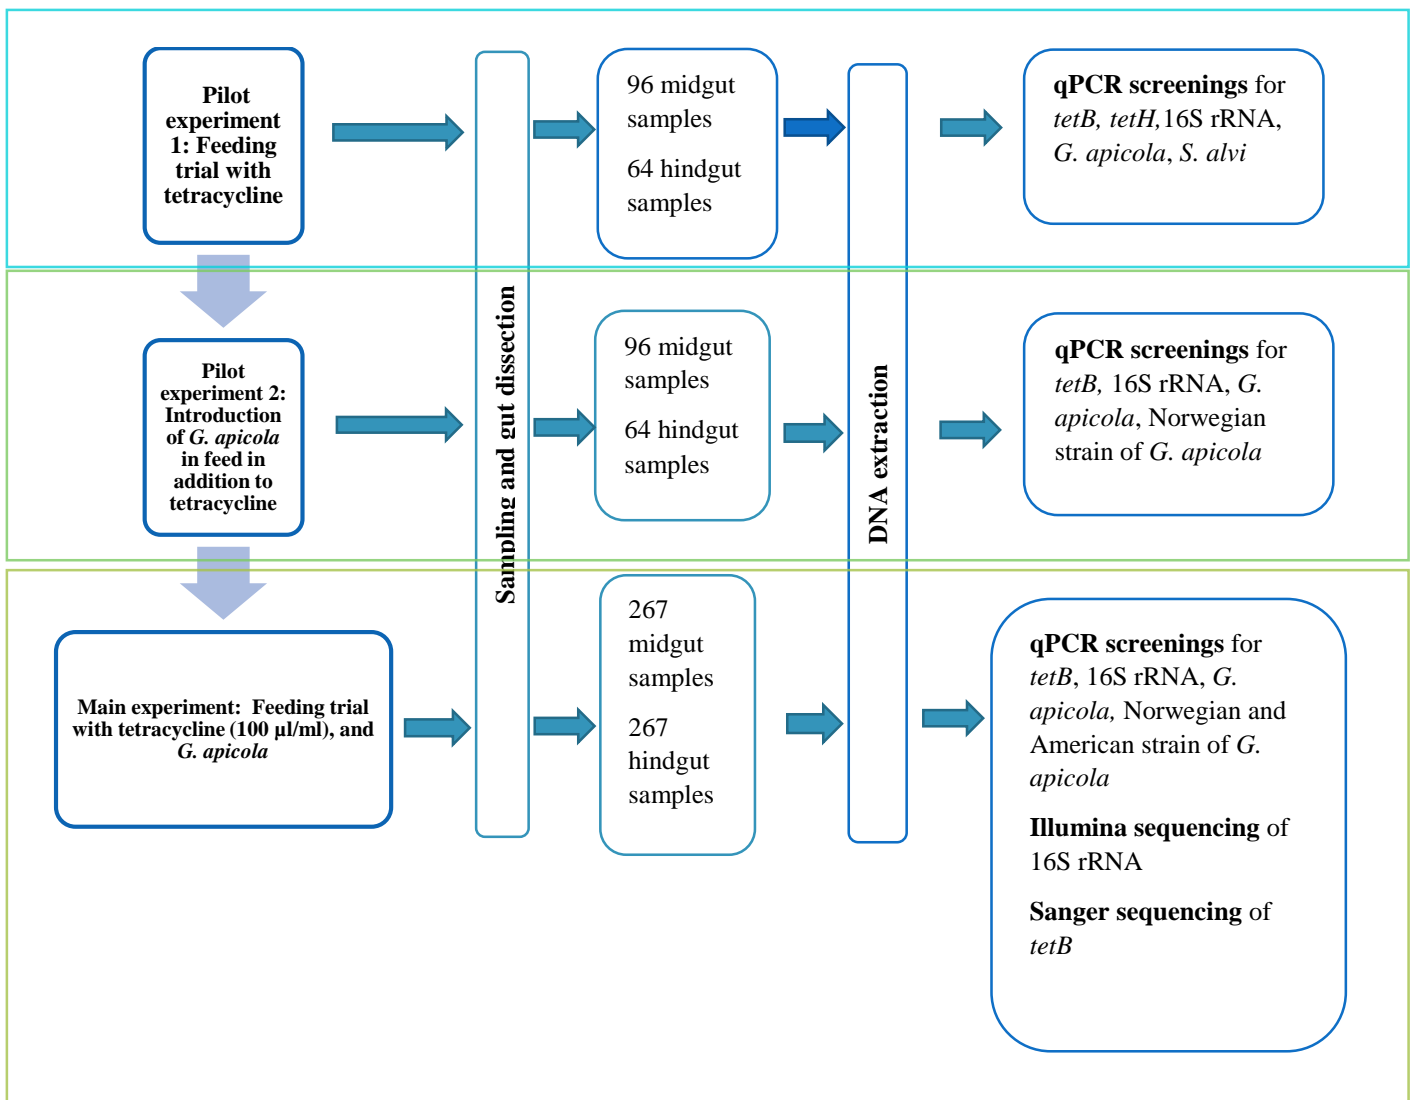 Pilot
experiment
1: Feeding
trial with
tetracycline
96 midgut
samples
64 hindgut
samples
qPCR screenings for
tetB, tetH,16S rRNA,
G. apicola, S. alvi
Sampling and gut dissection
DNA extraction
Pilot
experiment 2:
Introduction
of G. apicola
in feed in
addition to
tetracycline
96 midgut
samples
64 hindgut
samples
qPCR screenings for
tetB, 16S rRNA, G.
apicola, Norwegian
strain of G. apicola
Main experiment:  Feeding trial
with tetracycline (100 µl/ml), and
G. apicola
267
midgut
samples
267
hindgut
samples
qPCR screenings for
tetB, 16S rRNA, G.
apicola, Norwegian and
American strain of G.
apicola
Illumina sequencing of
16S rRNA
Sanger sequencing of
tetB